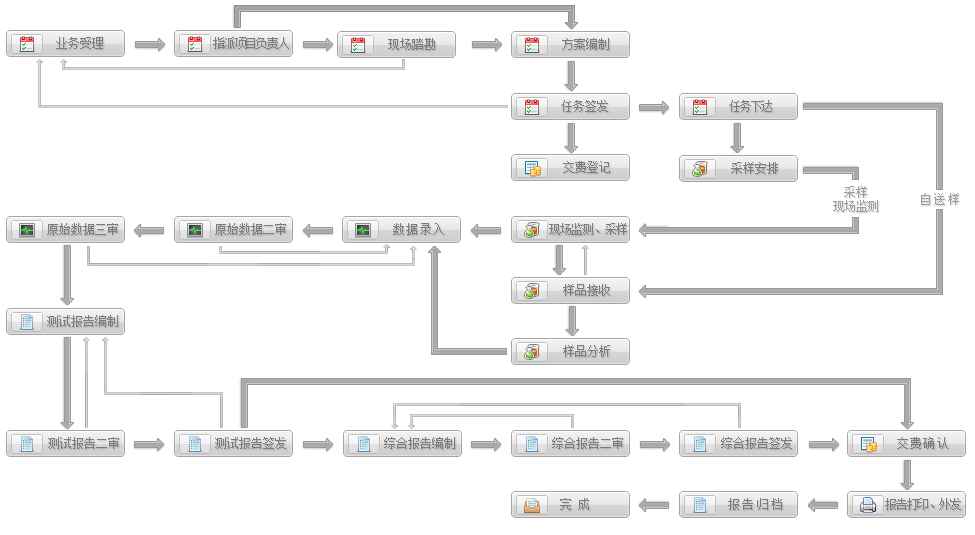 业务受理
指派项目负责人
现场踏勘
方案编制
任务签发
任务下达
交费登记
采样安排
采样
现场监测
自送样
原始数据三审
原始数据二审
数据录入
现场监测、采样
样品接收
测试报告编制
样品分析
测试报告二审
测试报告签发
综合报告编制
综合报告二审
综合报告签发
交费确认
完 成
报告归档
报告打印、外发